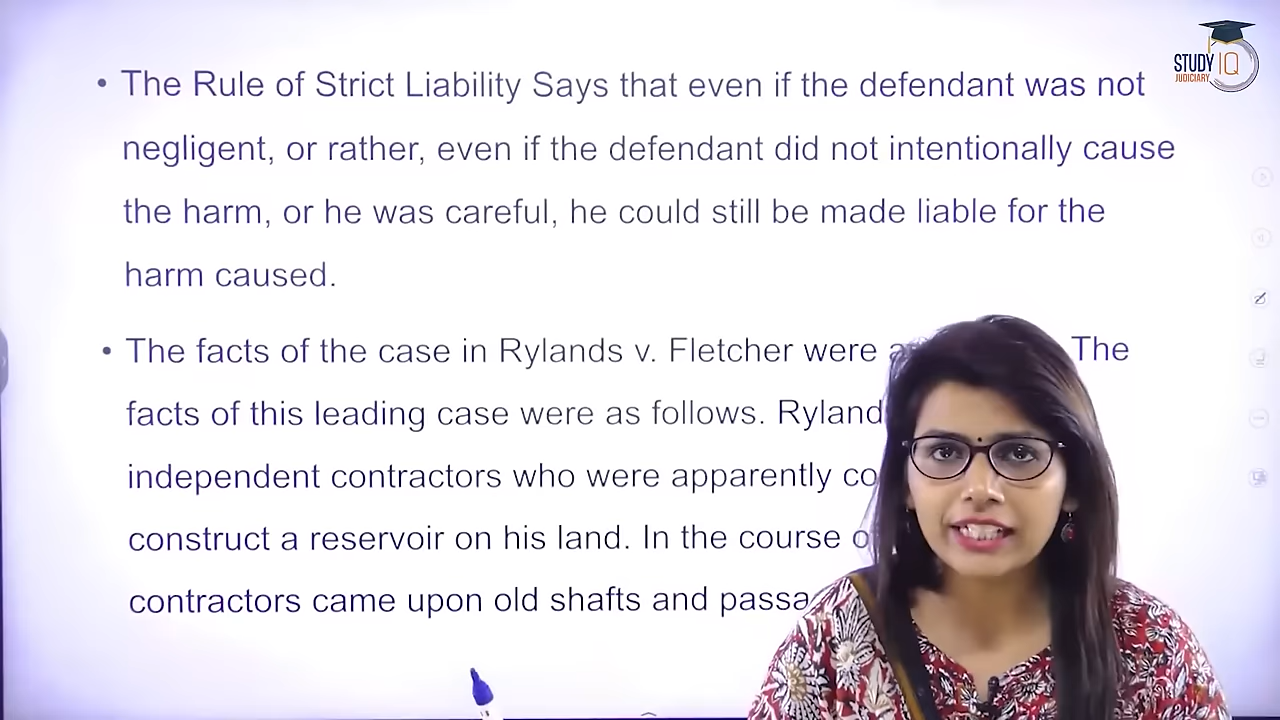 STUDY IQ
JUDICIARY
• The Rule of Strict Liability Says that even if the defendant was not
negligent, or rather, even if the defendant did not intentionally cause
the harm, or he was careful, he could still be made liable for the
harm caused.
• The facts of the case in Rylands v. Fletcher were The
facts of this leading case were as follows.
independent contractors who were apparently
construct a reservoir on his land. In the course
contractors came upon old shafts and